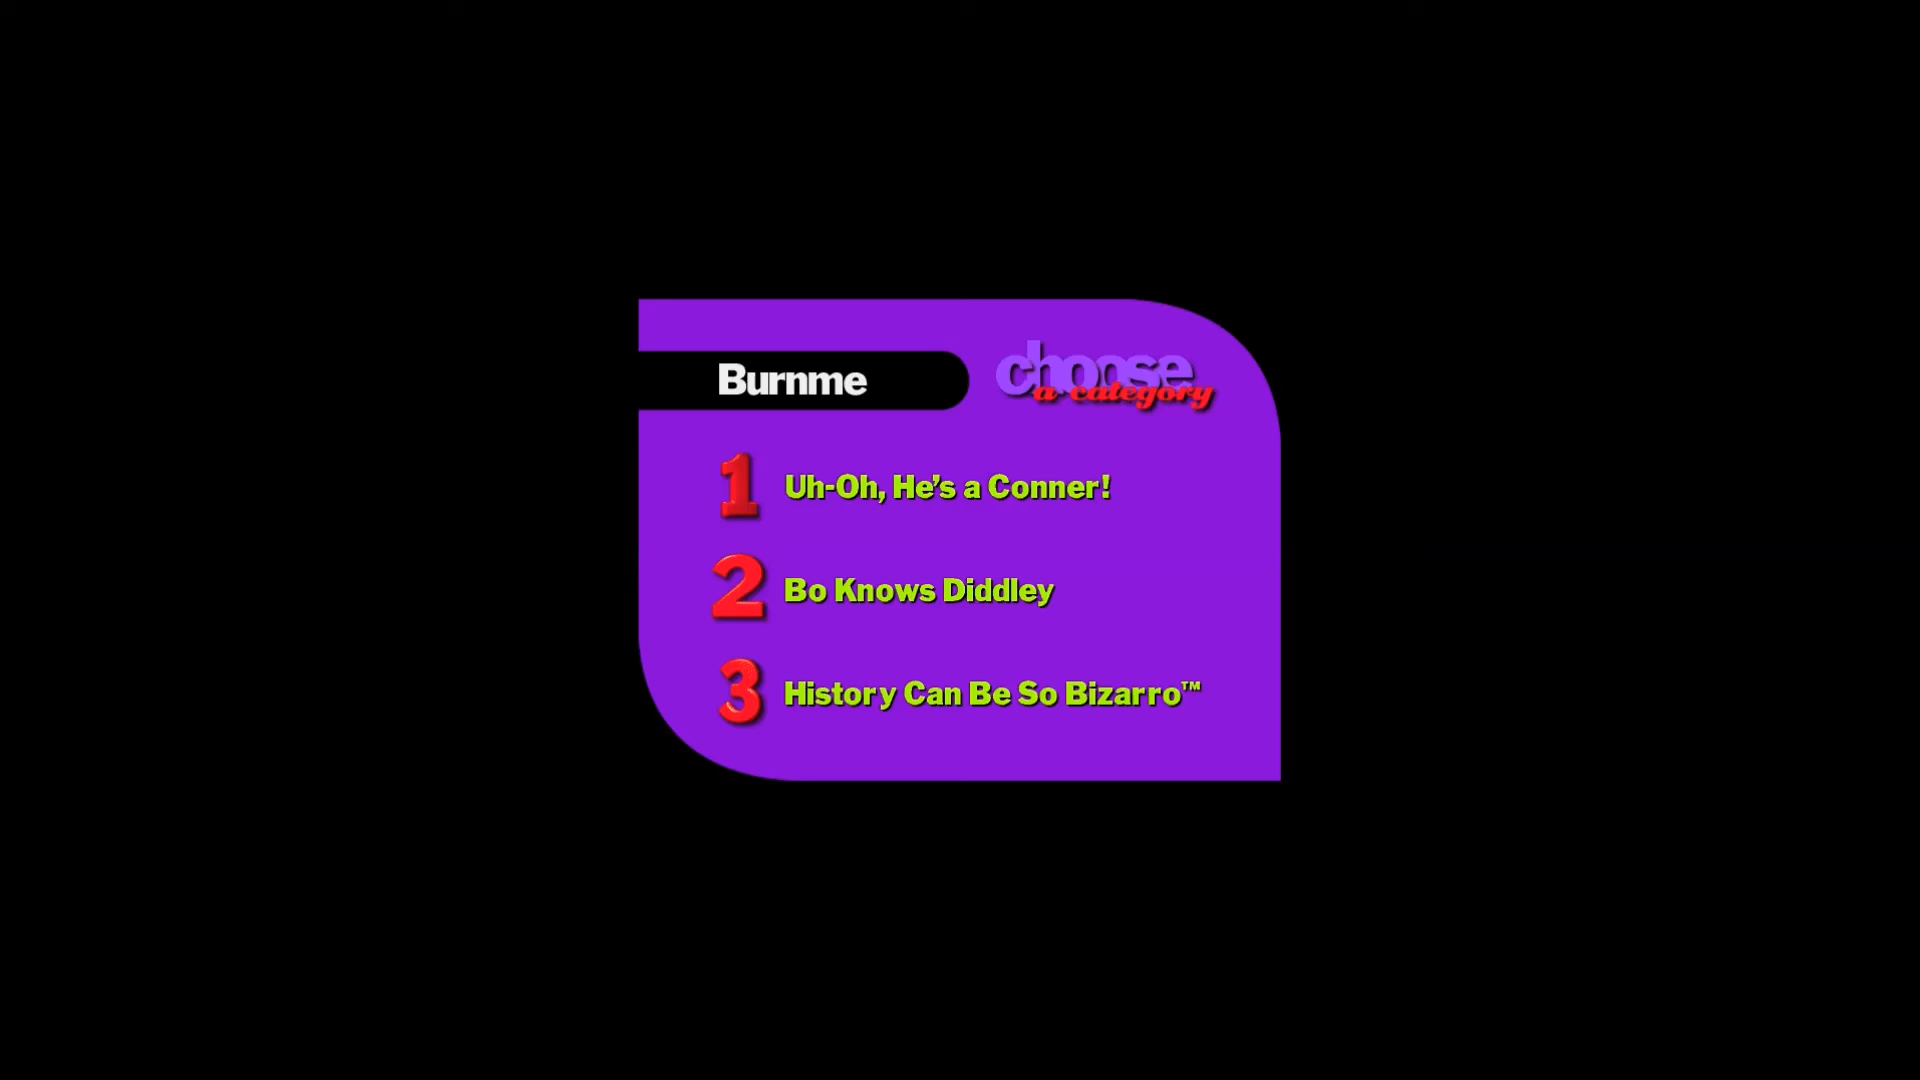 Burnme
choose
a category
1 Uh-Oh, He’s a Conner!
2 Bo Knows Diddley
3 History Can Be So Bizarro™